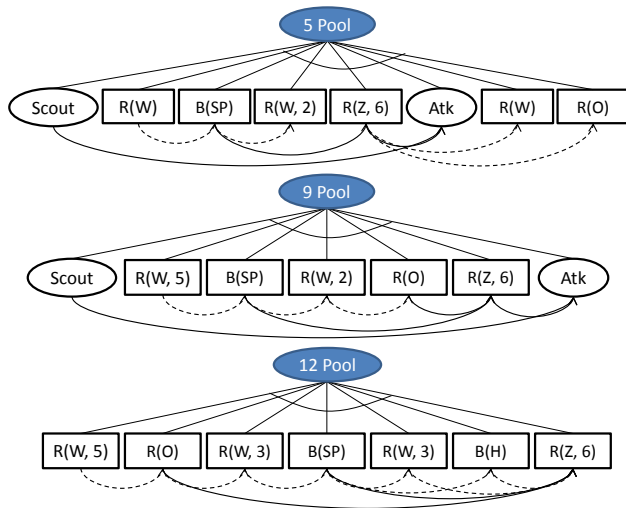 5 Pool
Scout R(W) B(SP) R(W, 2) R(Z, 6) Atk R(W) R(O)
9 Pool
Scout R(W, 5) B(SP) R(W, 2) R(O) R(Z, 6) Atk
12 Pool
R(W, 5) R(O) R(W, 3) B(SP) R(W, 3) B(H) R(Z, 6)